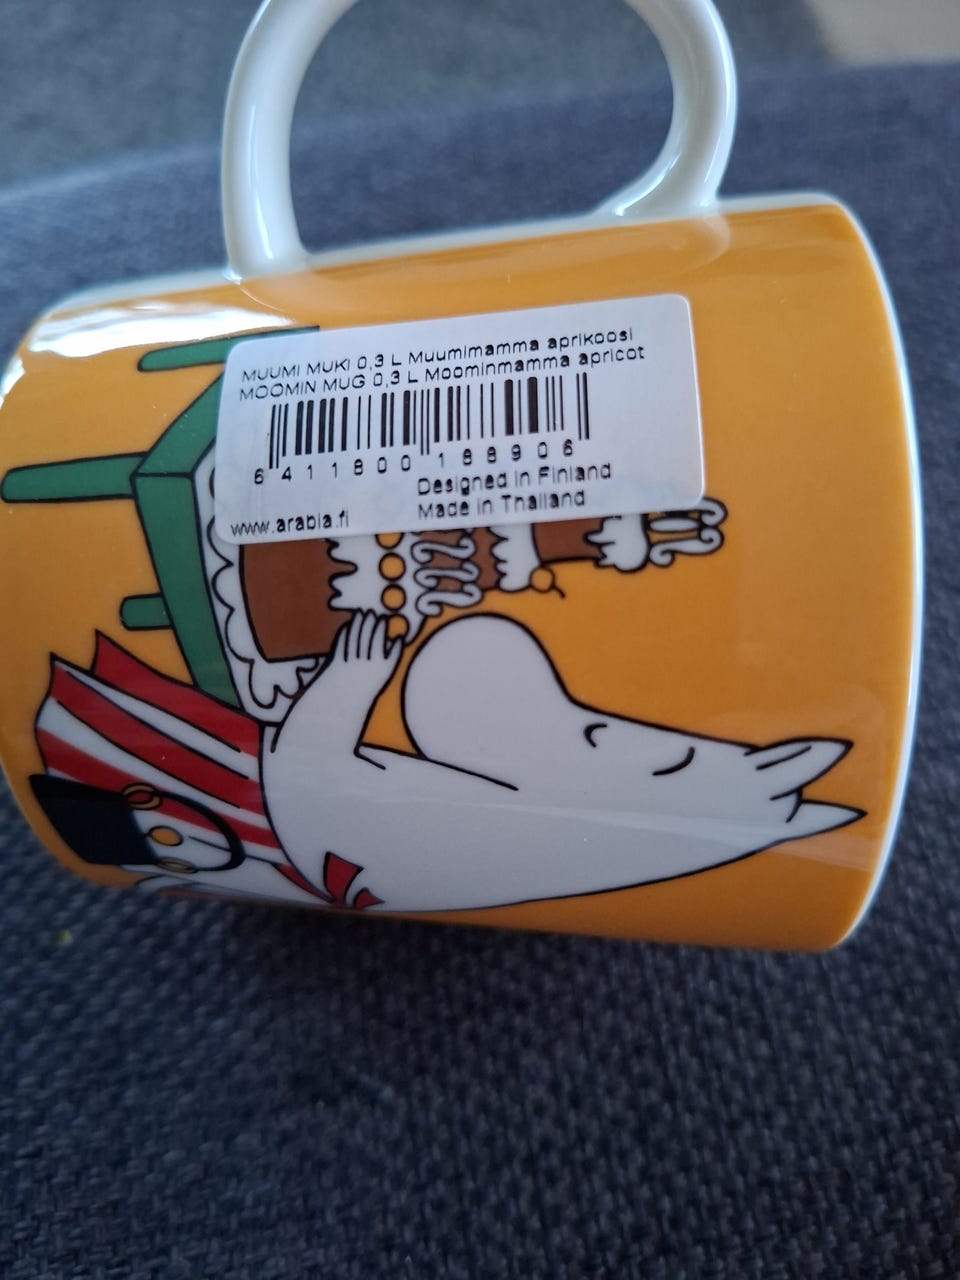 MUUMI MUKI 0,3 L Muumimamma aprikoosi
MOOMIN MUG 0,3 L Moominmamma apricot
6 411800 188906
Designed in Finland
Made in Thailand
www.arabia.fi